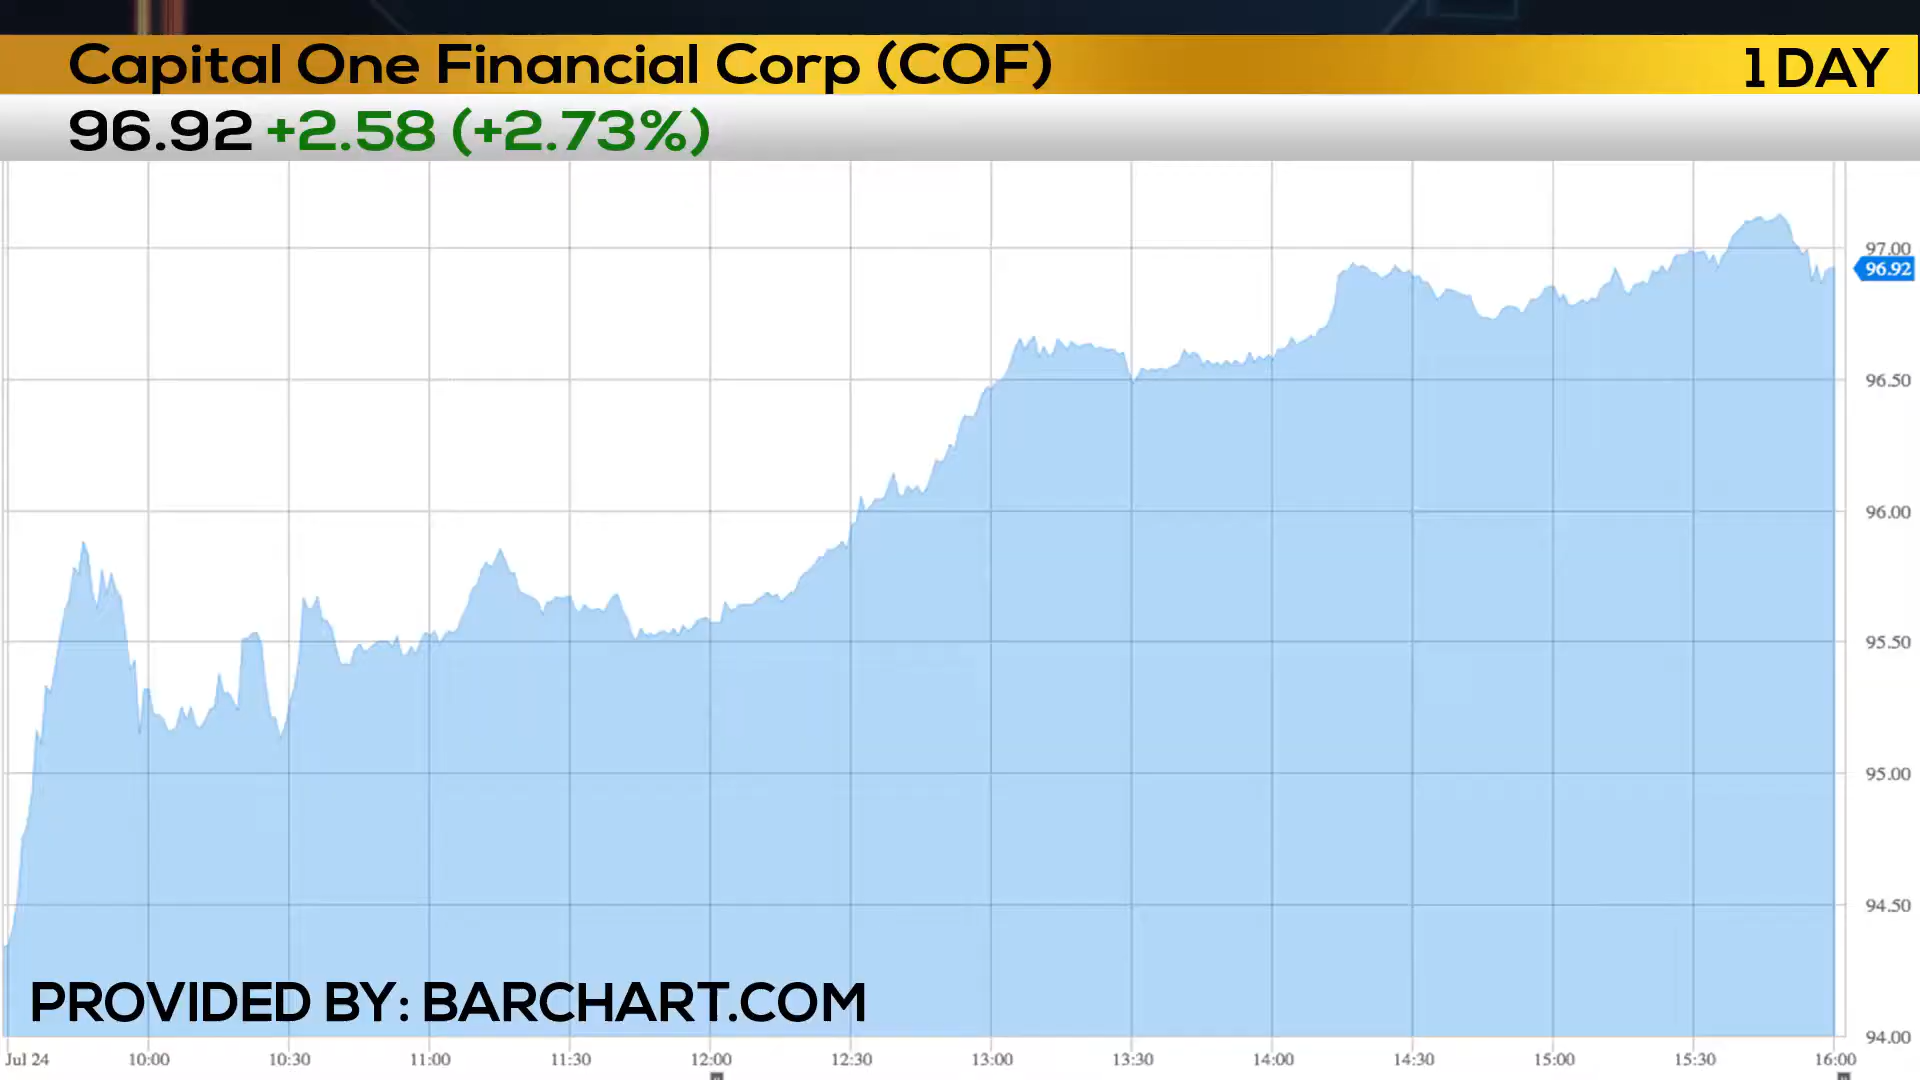 Capital One Financial Corp (COF)
1 DAY
96.92 +2.58 (+2.73%)
97.00
96.92
96.50
96.00
95.50
95.00
94.50
94.00
PROVIDED BY: BARCHART.COM
Jul 24 10:00 10:30 11:00 11:30 12:00 12:30 13:00 13:30 14:00 14:30 15:00 15:30 16:00